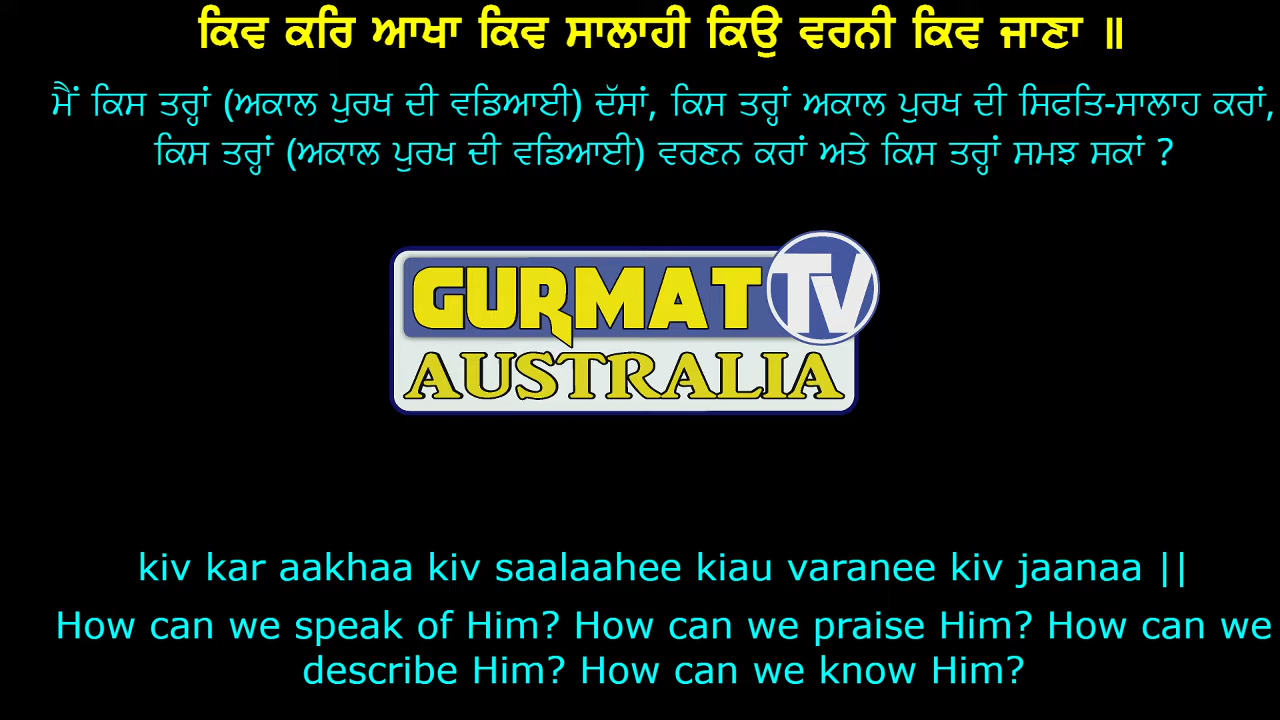 ਕਿਵ ਕਰਿ ਆਖਾ ਕਿਵ ਸਾਲਾਹੀ ਕਿਉ ਵਰਨੀ ਕਿਵ ਜਾਣਾ ॥
ਮੈਂ ਕਿਸ ਤਰ੍ਹਾਂ (ਅਕਾਲ ਪੁਰਖ ਦੀ ਵਡਿਆਈ) ਦੱਸਾਂ, ਕਿਸ ਤਰ੍ਹਾਂ ਅਕਾਲ ਪੁਰਖ ਦੀ ਸਿਫਤਿ-ਸਾਲਾਹ ਕਰਾਂ,
ਕਿਸ ਤਰ੍ਹਾਂ (ਅਕਾਲ ਪੁਰਖ ਦੀ ਵਡਿਆਈ) ਵਰਣਨ ਕਰਾਂ ਅਤੇ ਕਿਸ ਤਰ੍ਹਾਂ ਸਮਝ ਸਕਾਂ ?
GURMAT TV
AUSTRALIA
kiv kar aakhaa kiv saalaahee kiau varanee kiv jaanaa ||
How can we speak of Him? How can we praise Him? How can we
describe Him? How can we know Him?